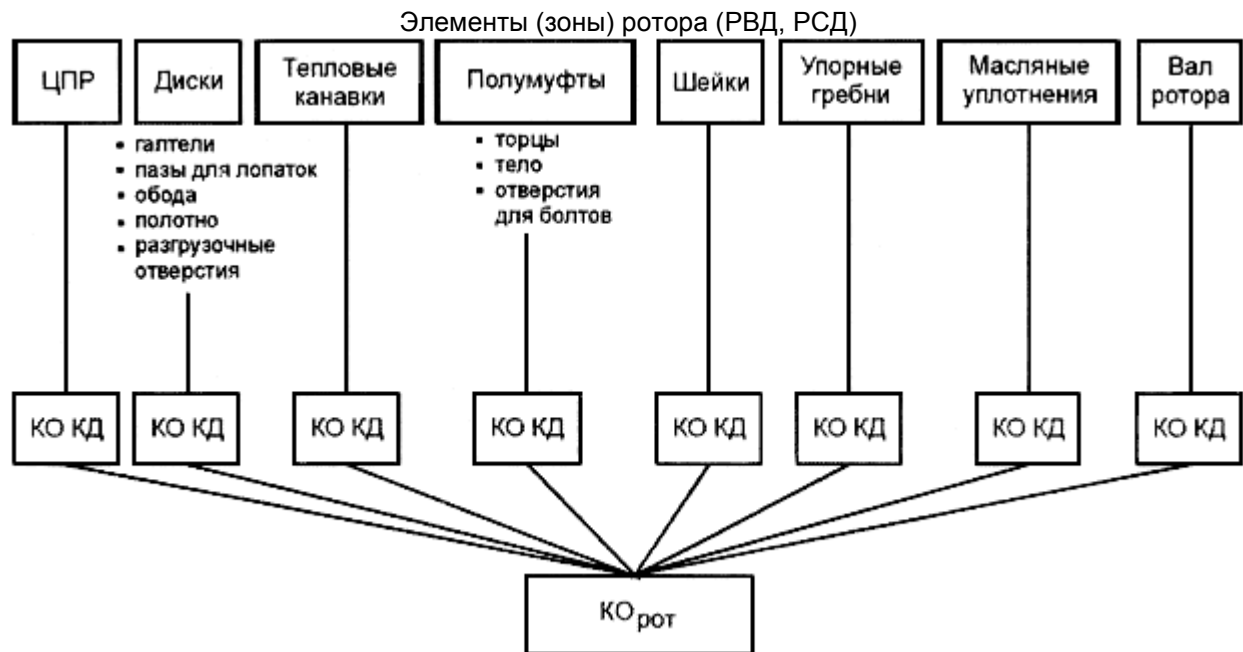 Элементы (зоны) ротора (РВД, РСД)
ЦПР
Диски
Тепловые
канавки
Полумуфты
Шейки
Упорные
гребни
Масляные
уплотнения
Вал
ротора
▪ галтели
▪ пазы для лопаток
▪ обода
▪ полотно
▪ разгрузочные
отверстия
▪ торцы
▪ тело
▪ отверстия
для болтов
КО КД
КО КД
КО КД
КО КД
КО КД
КО КД
КО КД
КО КД
КОрот